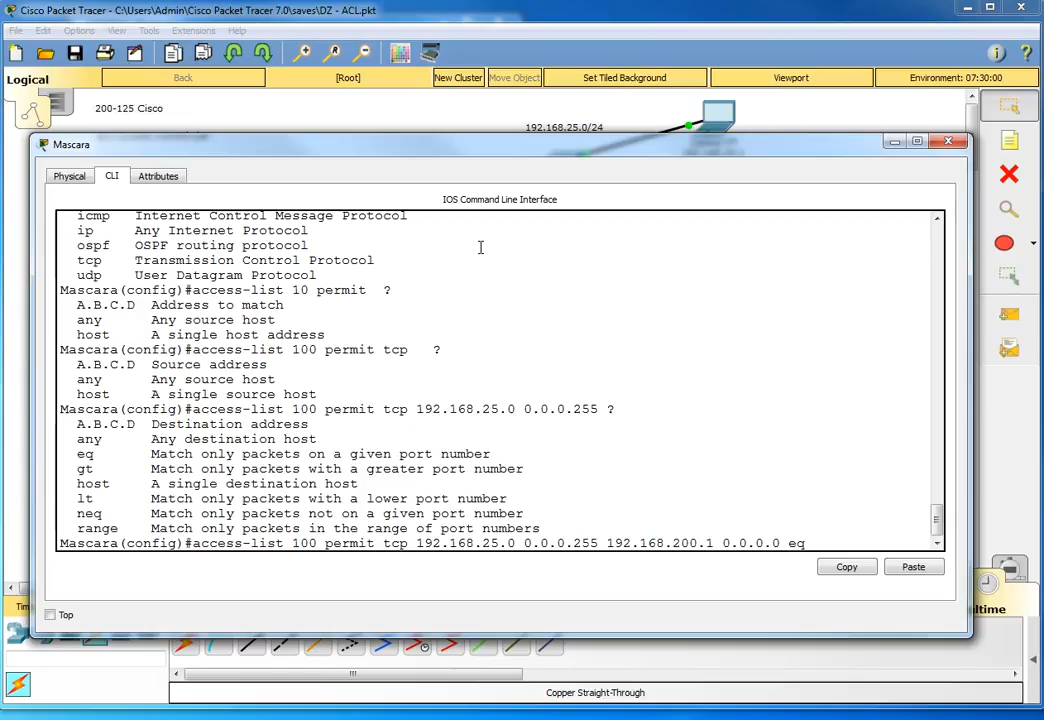 Cisco Packet Tracer - C:\Users\Admin\Cisco Packet Tracer 7.0\saves\DZ - ACL.pkt
File Edit Options View Tools Extensions Help
Logical Back [Root] New Cluster Move Object Set Tiled Background Viewport Environment: 07:30:00
200-125 Cisco
192.168.25.0/24
Mascara
Physical CLI Attributes
IOS Command Line Interface
icmp Internet Control Message Protocol
ip Any Internet Protocol
ospf OSPF routing protocol
tcp Transmission Control Protocol
udp User Datagram Protocol
Mascara(config)#access-list 10 permit ?
A.B.C.D Address to match
any Any source host
host A single host address
Mascara(config)#access-list 100 permit tcp ?
A.B.C.D Source address
any Any source host
host A single source host
Mascara(config)#access-list 100 permit tcp 192.168.25.0 0.0.0.255 ?
A.B.C.D Destination address
any Any destination host
eq Match only packets on a given port number
gt Match only packets with a greater port number
host A single destination host
lt Match only packets with a lower port number
neq Match only packets not on a given port number
range Match only packets in the range of port numbers
Mascara(config)#access-list 100 permit tcp 192.168.25.0 0.0.0.255 192.168.200.1 0.0.0.0 eq
Copy Paste
Top
Tim
ltime
Copper Straight-Through